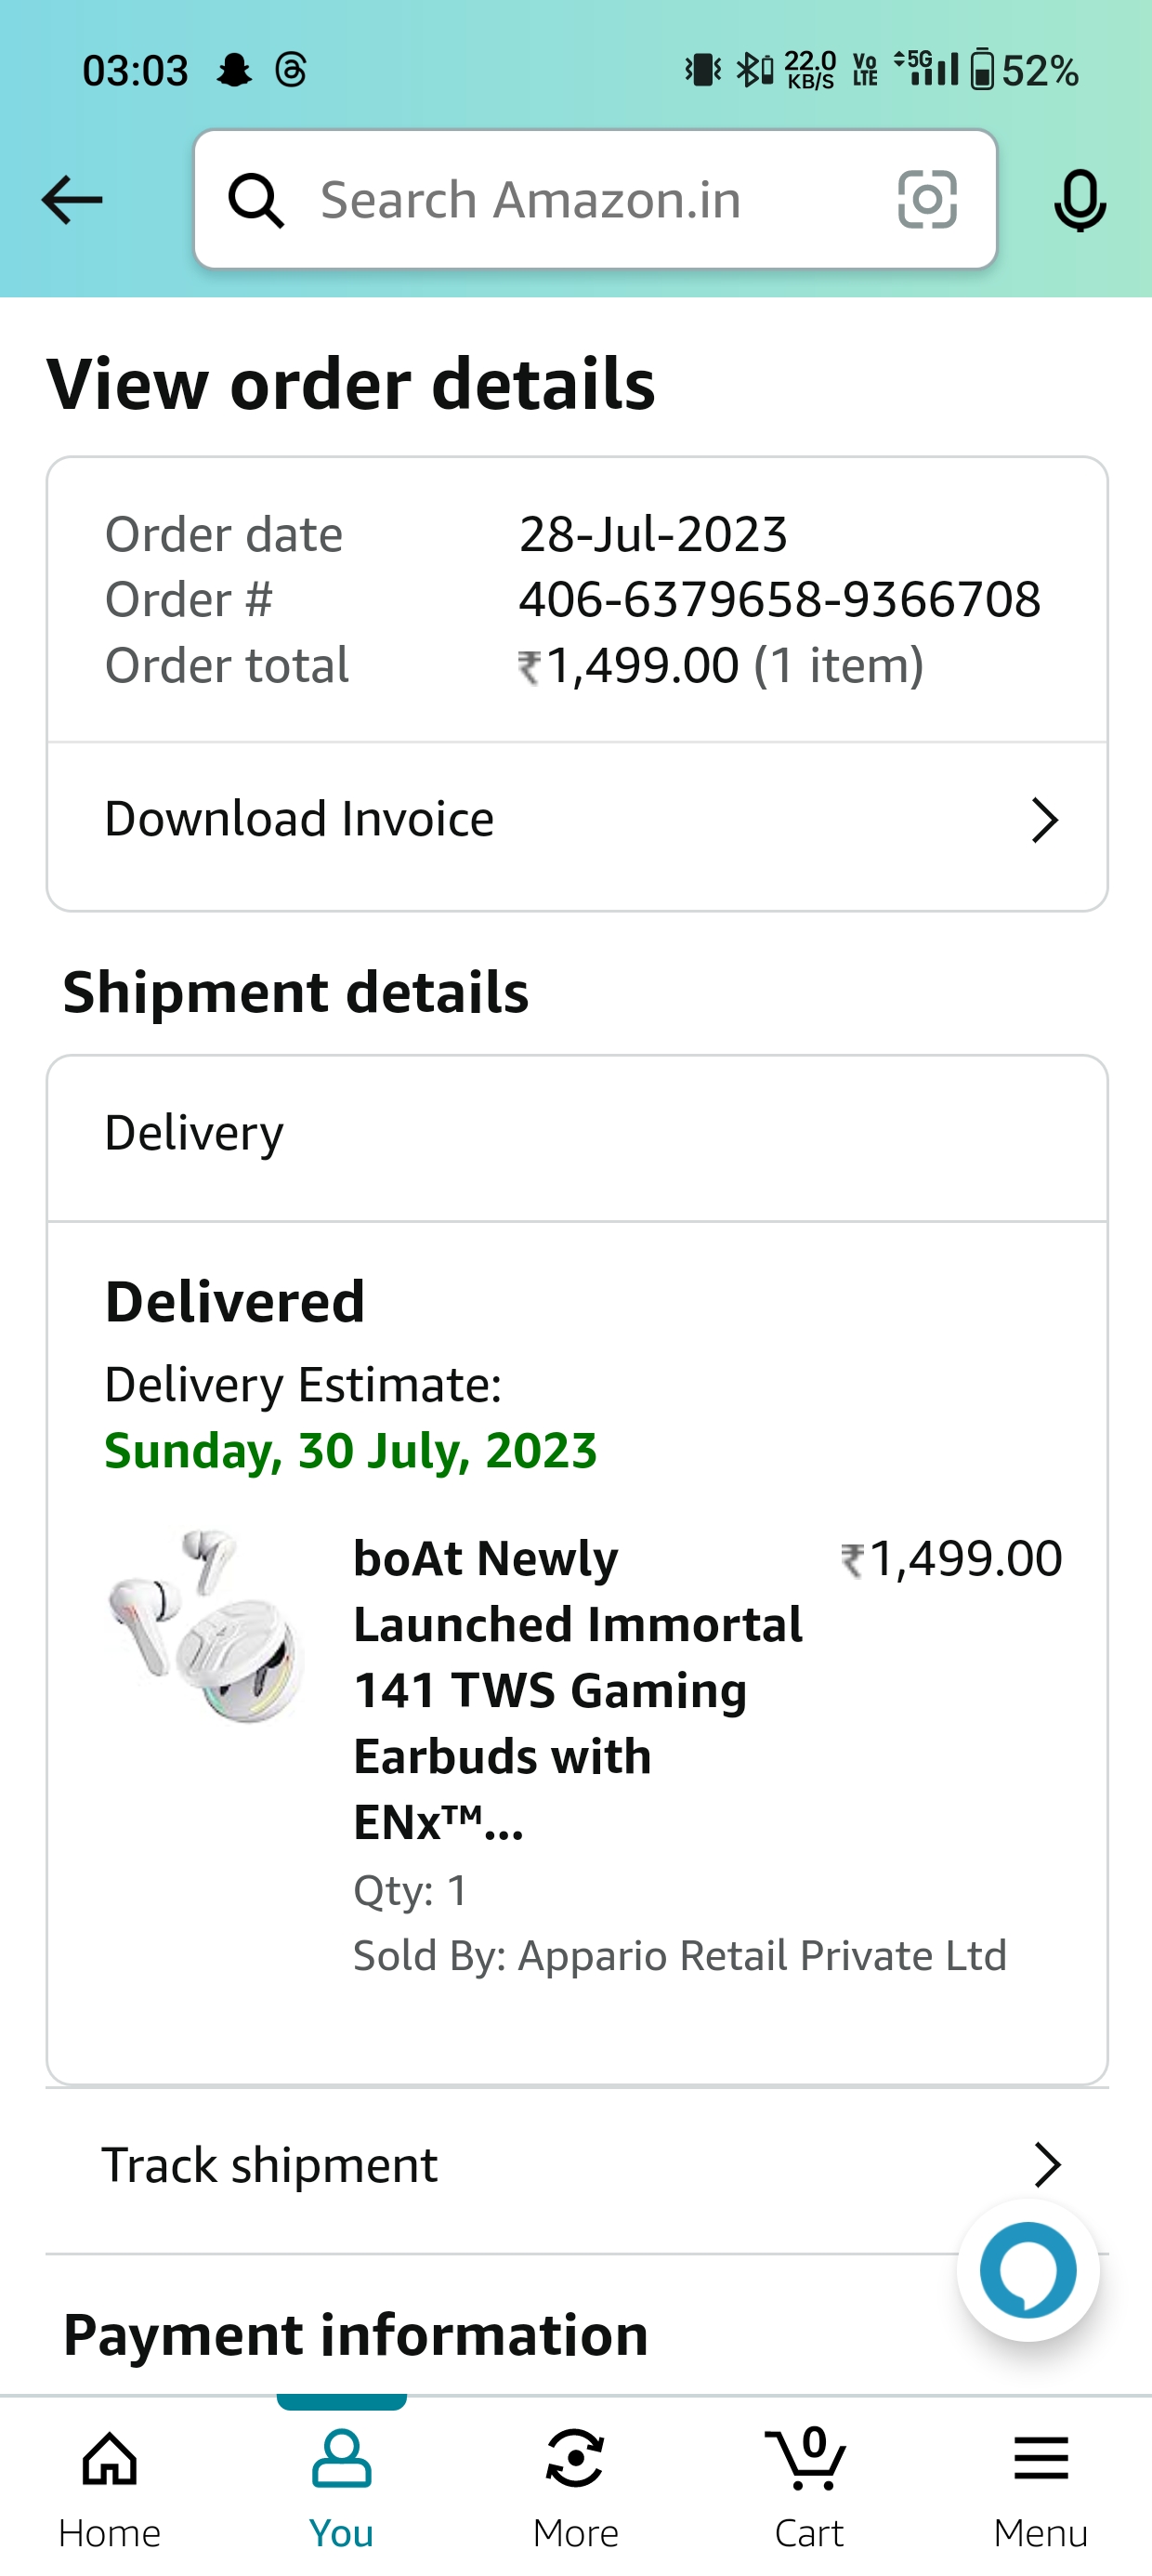 03:03 22.0 KB/S Vo LTE 5G 52%
Search Amazon.in
View order details
Order date 28-Jul-2023
Order # 406-6379658-9366708
Order total ₹1,499.00 (1 item)
Download Invoice
Shipment details
Delivery
Delivered
Delivery Estimate:
Sunday, 30 July, 2023
boAt Newly ₹1,499.00
Launched Immortal
141 TWS Gaming
Earbuds with
ENx™...
Qty: 1
Sold By: Appario Retail Private Ltd
Track shipment
Payment information
0
Home You More Cart Menu